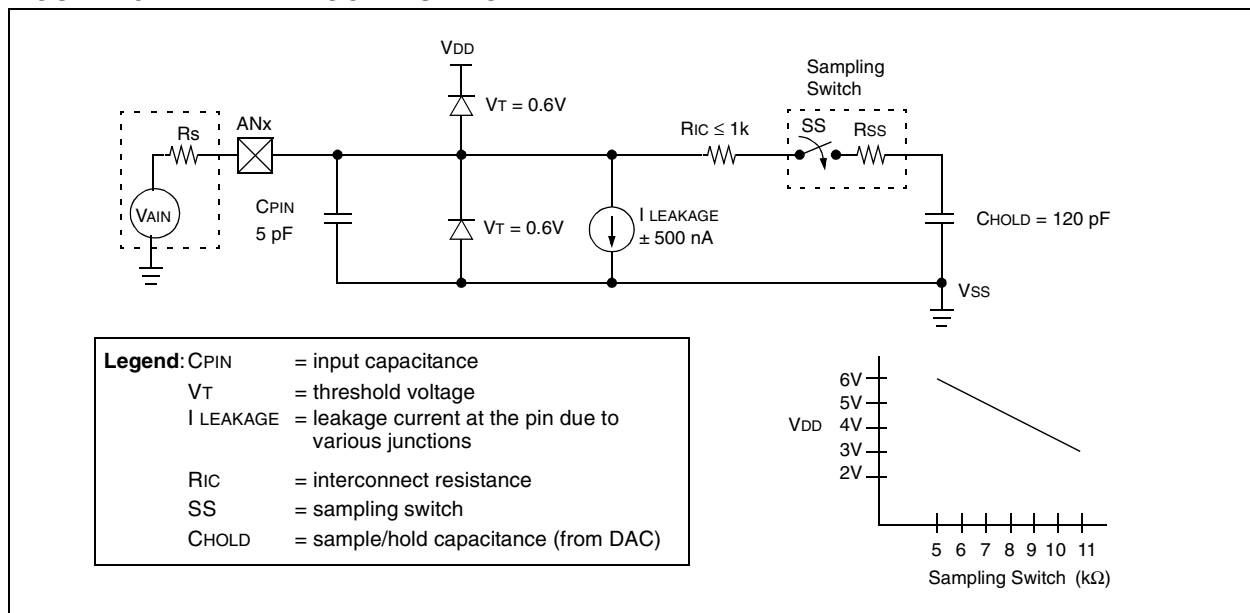 VDD
Sampling
Switch
VT = 0.6V
ANx
RIC ≤ 1k
SS
RSS
Rs
CPIN
5 pF
VAIN
VT = 0.6V
I LEAKAGE
± 500 nA
CHOLD = 120 pF
VSS
Legend: CPIN = input capacitance
VT = threshold voltage
I LEAKAGE = leakage current at the pin due to
various junctions
RIC = interconnect resistance
SS = sampling switch
CHOLD = sample/hold capacitance (from DAC)
6V
5V
VDD 4V
3V
2V
5 6 7 8 9 10 11
Sampling Switch (kΩ)